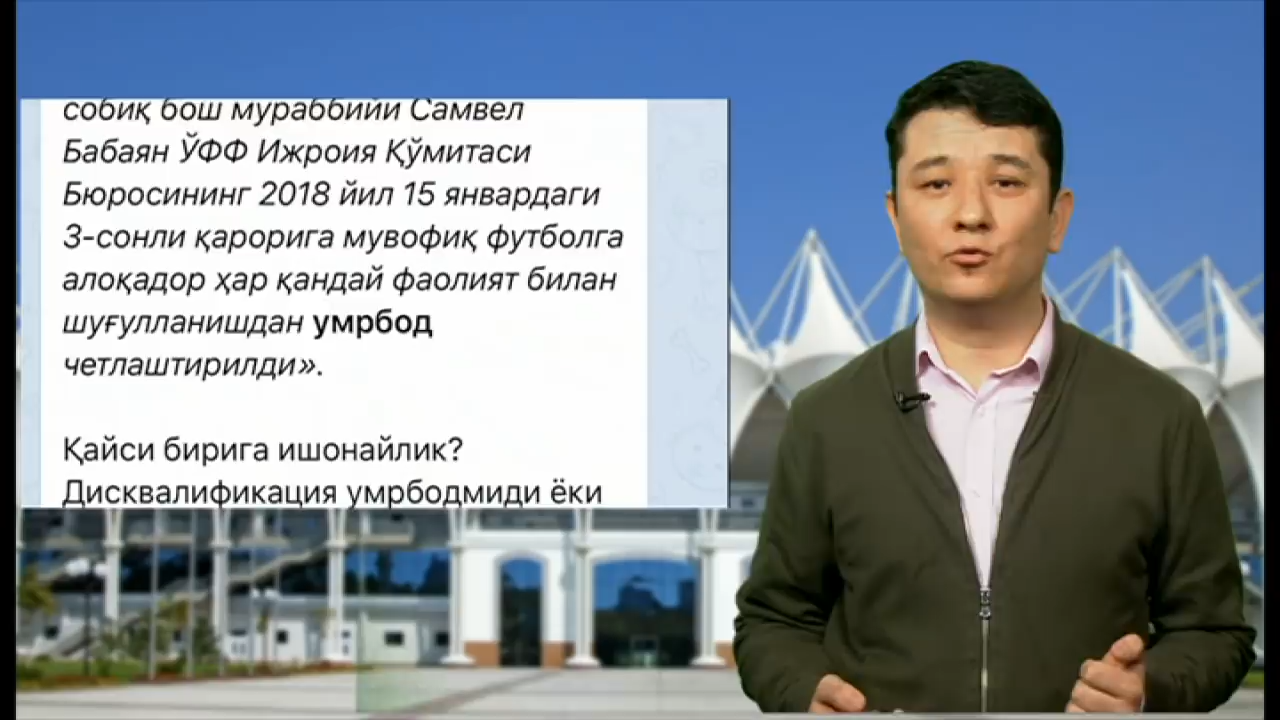 собиқ бош мураббийи Самвел
Бабаян ЎФФ Ижроия Қўмитаси
Бюросининг 2018 йил 15 январдаги
3-сонли қарорига мувофиқ футболга
алоқадор ҳар қандай фаолият билан
шуғулланишдан умрбод
четлаштирилди».
Қайси бирига ишонайлик?
Дисквалификация умрбодмиди ёки